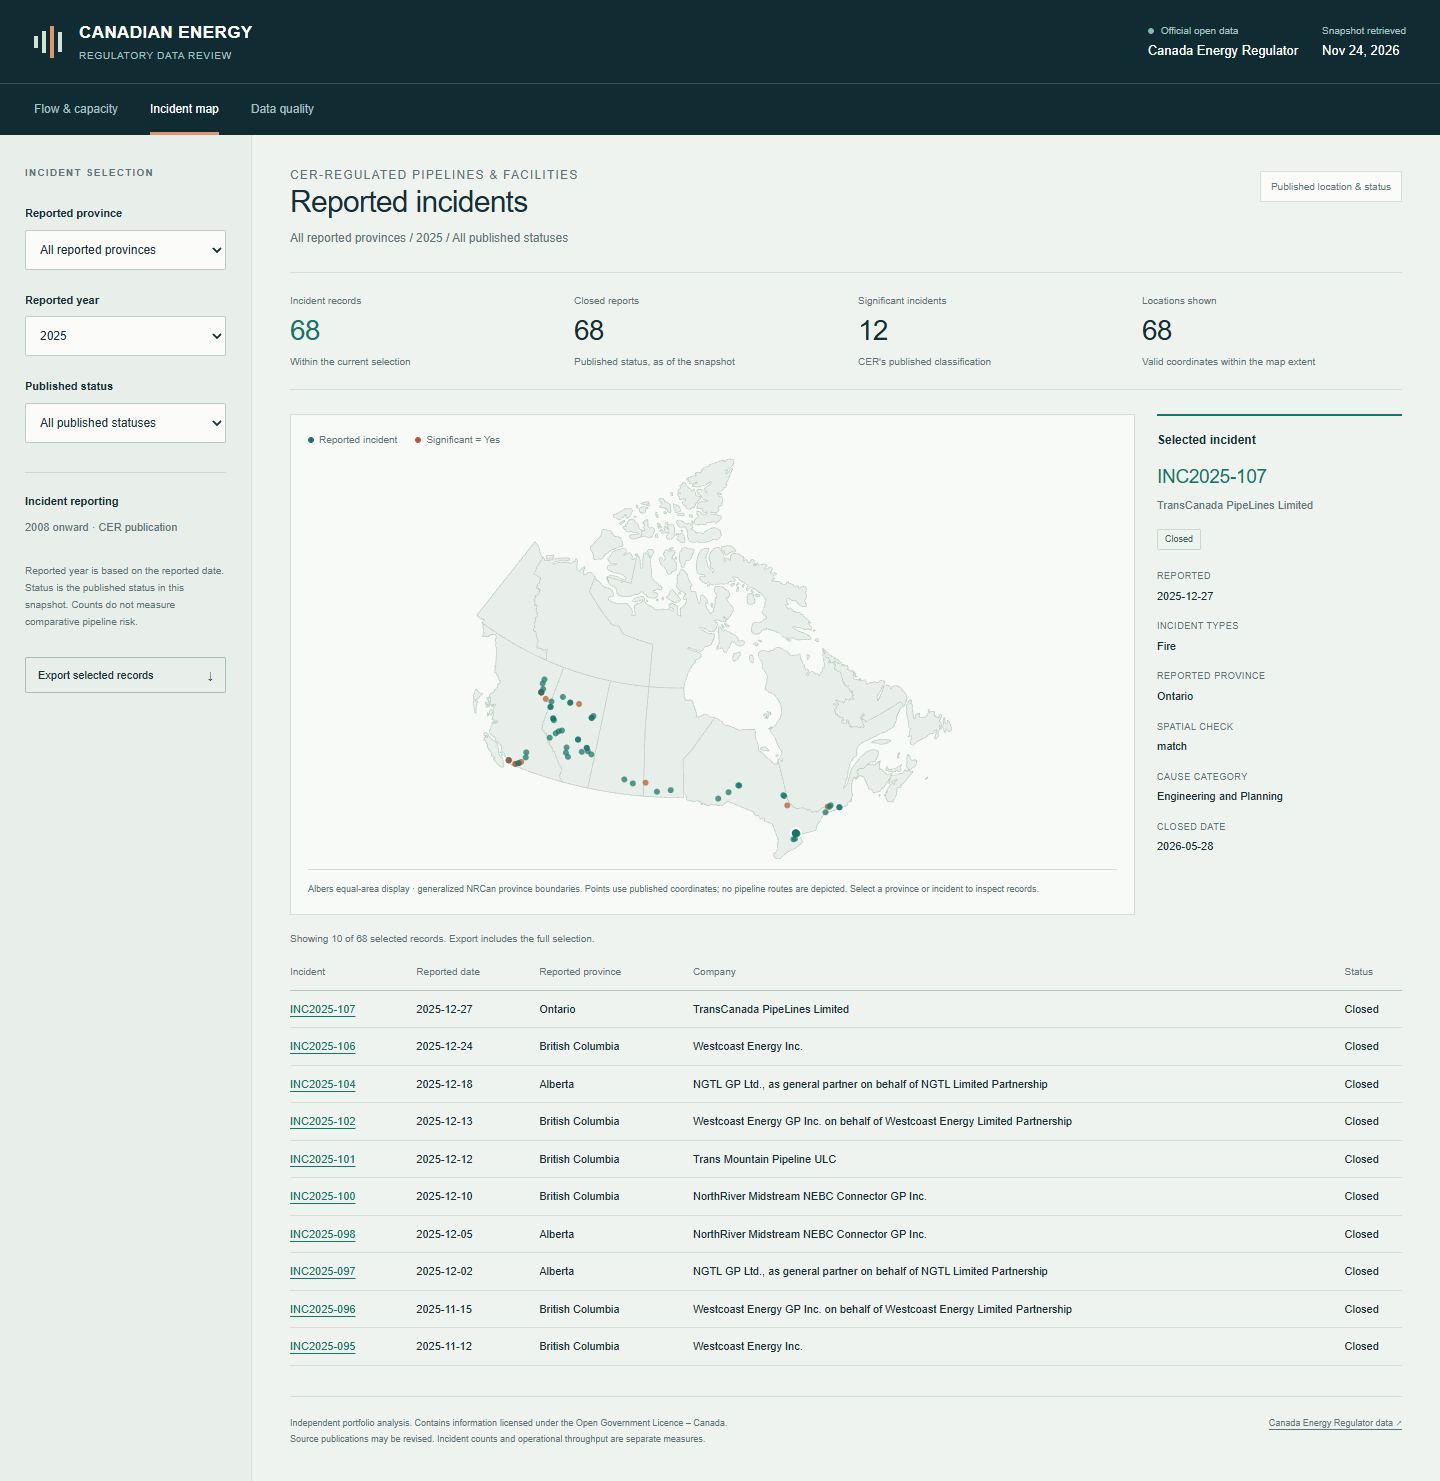 CANADIAN ENERGY
REGULATORY DATA REVIEW
Official open data
Canada Energy Regulator
Snapshot retrieved
Nov 24, 2026
Flow & capacity
Incident map
Data quality
INCIDENT SELECTION
Reported province
All reported provinces
Reported year
2025
Published status
All published statuses
Incident reporting
2008 onward · CER publication
Reported year is based on the reported date.
Status is the published status in this
snapshot. Counts do not measure
comparative pipeline risk.
Export selected records ↓
CER-REGULATED PIPELINES & FACILITIES
Reported incidents
All reported provinces / 2025 / All published statuses
Published location & status
Incident records
68
Within the current selection
Closed reports
68
Published status, as of the snapshot
Significant incidents
12
CER's published classification
Locations shown
68
Valid coordinates within the map extent
Reported incident
Significant = Yes
Albers equal-area display · generalized NRCan province boundaries. Points use published coordinates; no pipeline routes are depicted. Select a province or incident to inspect records.
Selected incident
INC2025-107
TransCanada PipeLines Limited
Closed
REPORTED
2025-12-27
INCIDENT TYPES
Fire
REPORTED PROVINCE
Ontario
SPATIAL CHECK
match
CAUSE CATEGORY
Engineering and Planning
CLOSED DATE
2026-05-28
Showing 10 of 68 selected records. Export includes the full selection.
Incident Reported date Reported province Company Status
INC2025-107 2025-12-27 Ontario TransCanada PipeLines Limited Closed
INC2025-106 2025-12-24 British Columbia Westcoast Energy Inc. Closed
INC2025-104 2025-12-18 Alberta NGTL GP Ltd., as general partner on behalf of NGTL Limited Partnership Closed
INC2025-102 2025-12-13 British Columbia Westcoast Energy GP Inc. on behalf of Westcoast Energy Limited Partnership Closed
INC2025-101 2025-12-12 British Columbia Trans Mountain Pipeline ULC Closed
INC2025-100 2025-12-10 British Columbia NorthRiver Midstream NEBC Connector GP Inc. Closed
INC2025-098 2025-12-05 Alberta NorthRiver Midstream NEBC Connector GP Inc. Closed
INC2025-097 2025-12-02 Alberta NGTL GP Ltd., as general partner on behalf of NGTL Limited Partnership Closed
INC2025-096 2025-11-15 British Columbia Westcoast Energy GP Inc. on behalf of Westcoast Energy Limited Partnership Closed
INC2025-095 2025-11-12 British Columbia Westcoast Energy Inc. Closed
Independent portfolio analysis. Contains information licensed under the Open Government Licence – Canada.
Source publications may be revised. Incident counts and operational throughput are separate measures.
Canada Energy Regulator data ↗